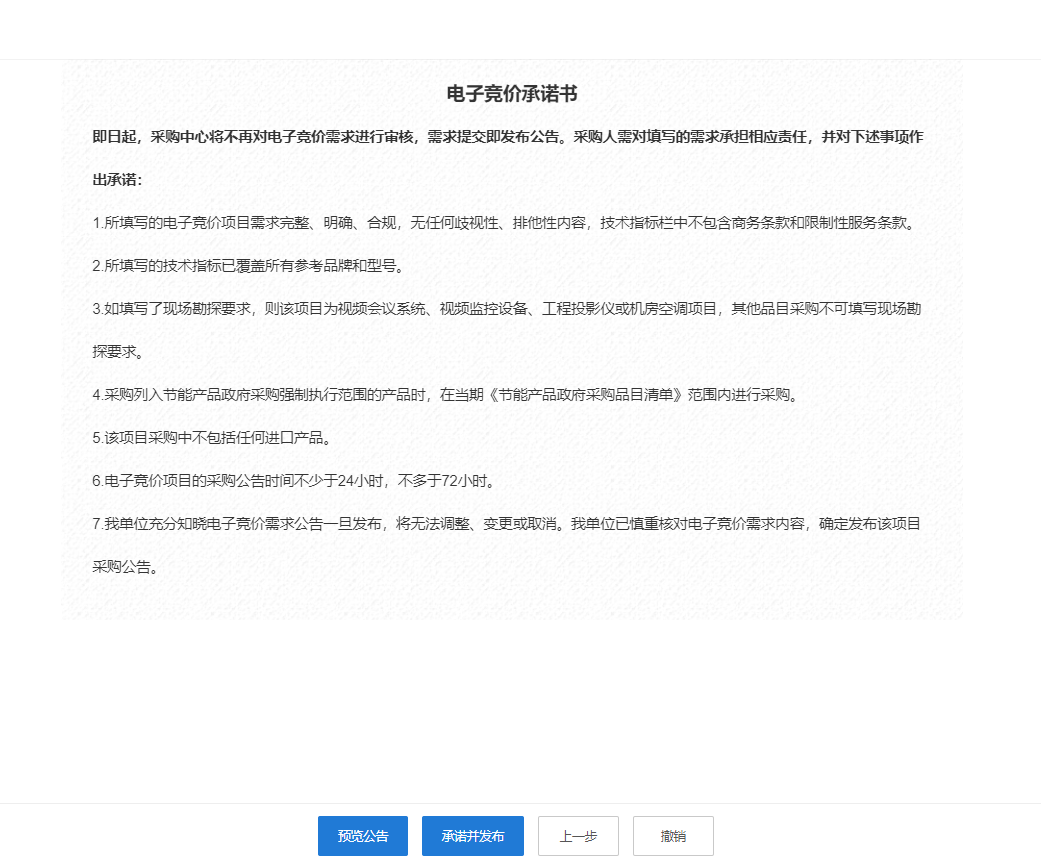 电子竞价承诺书
即日起，采购中心将不再对电子竞价需求进行审核，需求提交即发布公告。采购人需对填写的需求承担相应责任，并对下述事项作
出承诺：
1.所填写的电子竞价项目需求完整、明确、合规，无任何歧视性、排他性内容，技术指标栏中不包含商务条款和限制性服务条款。
2.所填写的技术指标已覆盖所有参考品牌和型号。
3.如填写了现场勘探要求，则该项目为视频会议系统、视频监控设备、工程投影仪或机房空调项目，其他品目采购不可填写现场勘
探要求。
4.采购列入节能产品政府采购强制执行范围的产品时，在当期《节能产品政府采购品目清单》范围内进行采购。
5.该项目采购中不包括任何进口产品。
6.电子竞价项目的采购公告时间不少于24小时，不多于72小时。
7.我单位充分知晓电子竞价需求公告一旦发布，将无法调整、变更或取消。我单位已慎重核对电子竞价需求内容，确定发布该项目
采购公告。
预览公告 承诺并发布 上一步 撤销